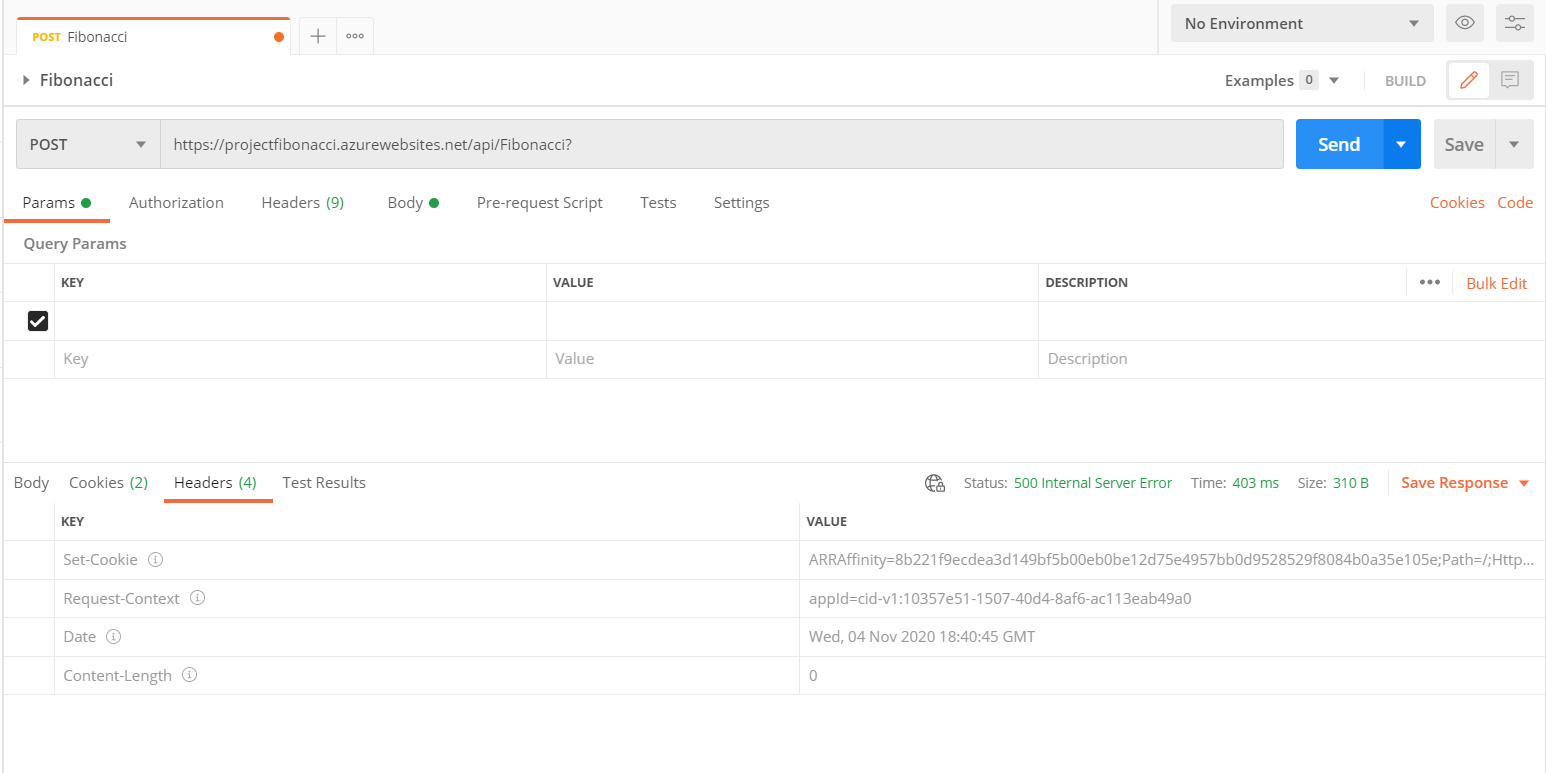 POST Fibonacci
No Environment
Fibonacci
Examples 0 BUILD
POST https://projectfibonacci.azurewebsites.net/api/Fibonacci? Send Save
Params Authorization Headers (9) Body Pre-request Script Tests Settings Cookies Code
Query Params
KEY VALUE DESCRIPTION Bulk Edit
Key Value Description
Body Cookies (2) Headers (4) Test Results Status: 500 Internal Server Error Time: 403 ms Size: 310 B Save Response
KEY VALUE
Set-Cookie ARRAffinity=8b221f9ecdea3d149bf5b00eb0be12d75e4957bb0d9528529f8084b0a35e105e;Path=/;Http...
Request-Context appId=cid-v1:10357e51-1507-40d4-8af6-ac113eab49a0
Date Wed, 04 Nov 2020 18:40:45 GMT
Content-Length 0